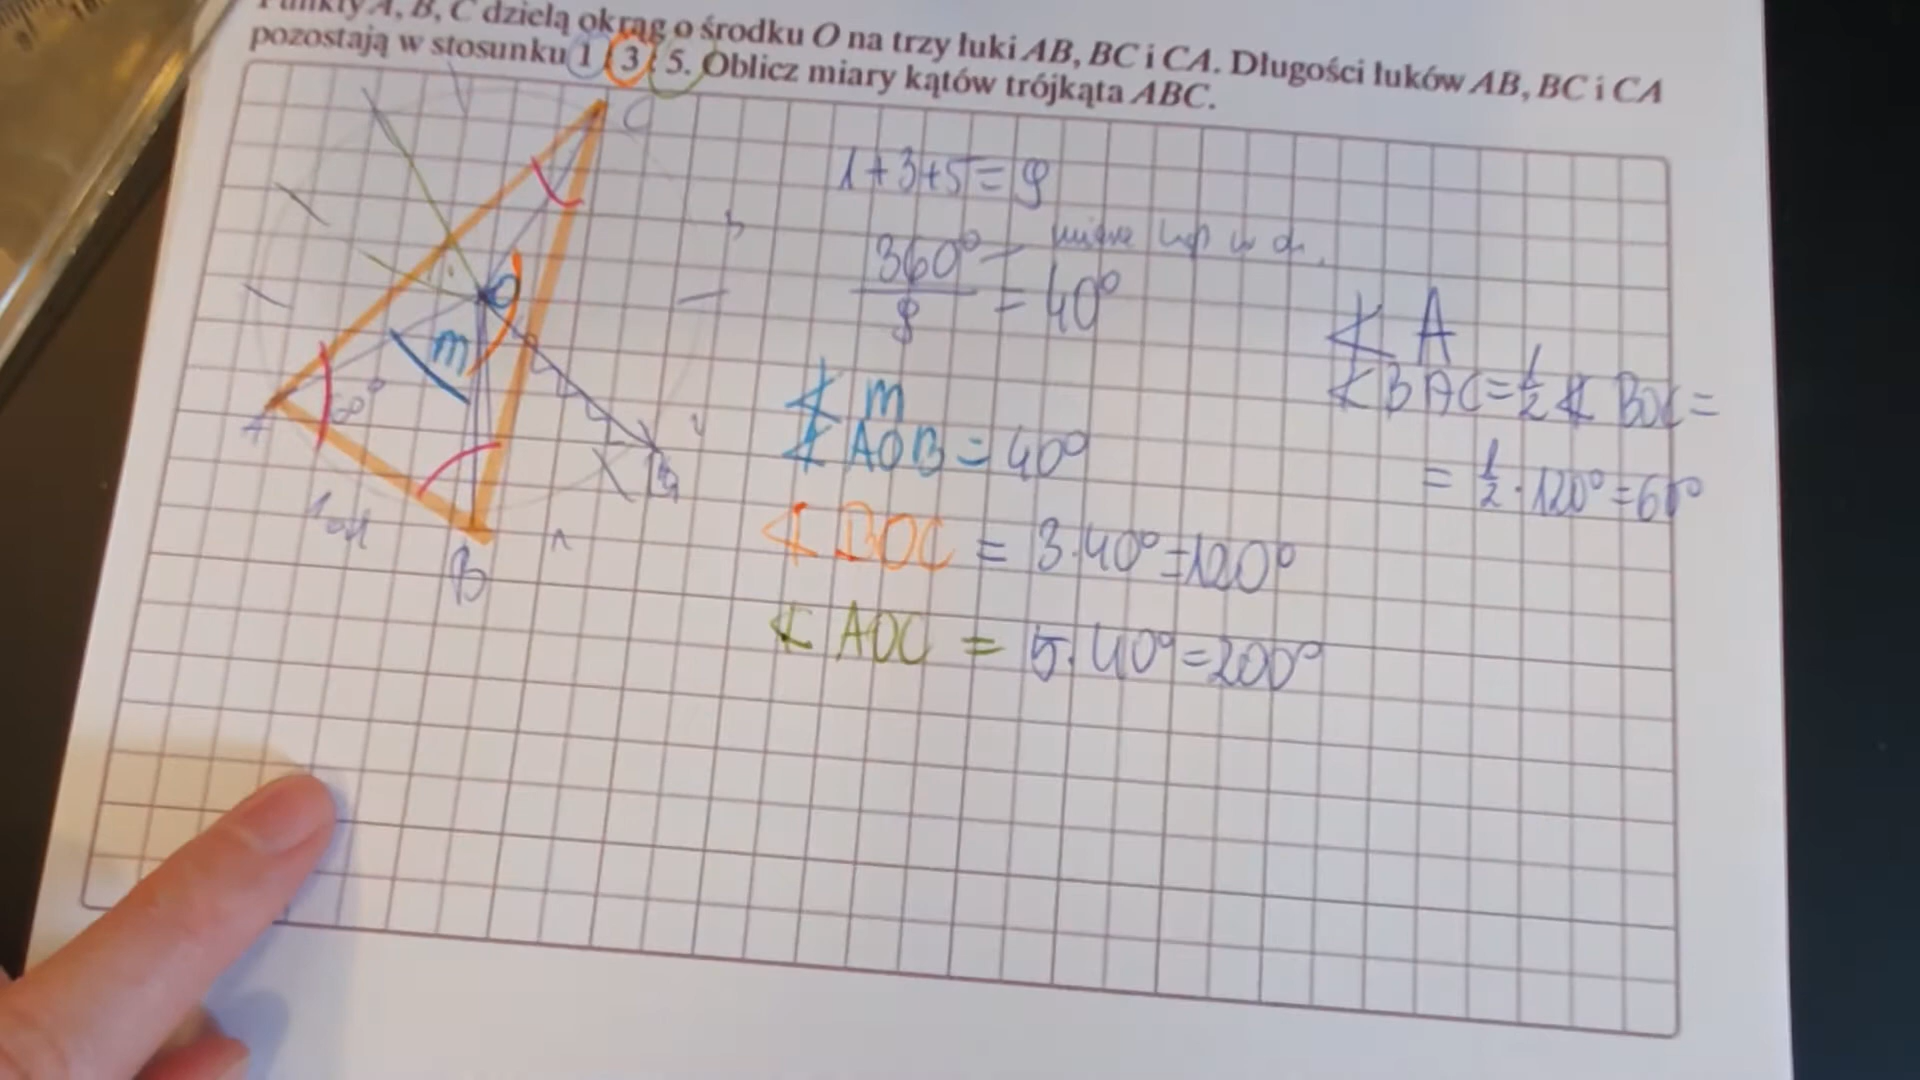 Punkty A, B, C dzielą okrąg o środku O na trzy łuki AB, BC i CA. Długości łuków AB, BC i CA
pozostają w stosunku 1 : 3 : 5. Oblicz miary kątów trójkąta ABC.
C
1+3+5=9
360° – w
9
= 40°
O
m
A
60°
B
∢ m
∢ AOB = 40°
∢ BOC = 3·40°=120°
∢ AOC = 5·40°=200°
∢ A
∢ BAC = 1/2 ∢ BOC =
= 1/2 · 120° = 60°